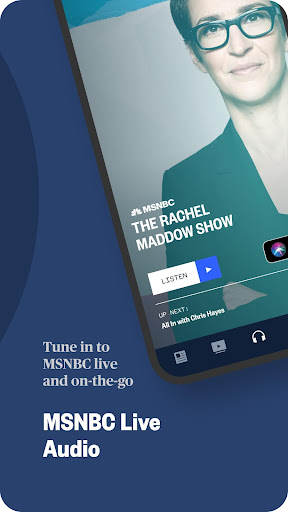 MSNBC
THE RACHEL
MADDOW SHOW
LISTEN
UP NEXT:
All In with Chris Hayes
Tune in to
MSNBC live
and on-the-go
MSNBC Live
Audio